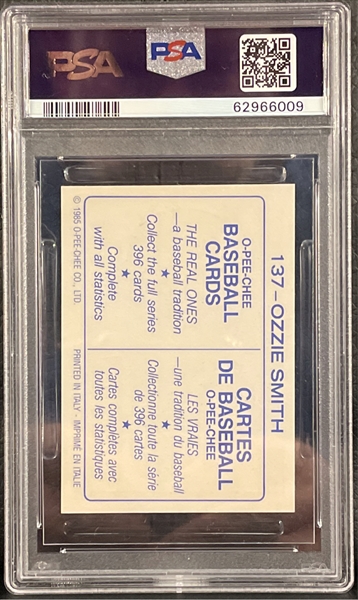 PSA
PSA
62966009
137–OZZIE SMITH
O-PEE-CHEE
BASEBALL
CARDS
THE REAL ONES
—a baseball tradition
★
Collect the full series
396 cards
★
Complete
with all statistics
© 1985 O-PEE-CHEE CO., LTD.
CARTES
DE BASEBALL
O-PEE-CHEE
LES VRAIES
—une tradition du baseball
★
Collectionne toute la série
de 396 cartes
★
Cartes complètes avec
toutes les statistiques
PRINTED IN ITALY - IMPRIMÉ EN ITALIE